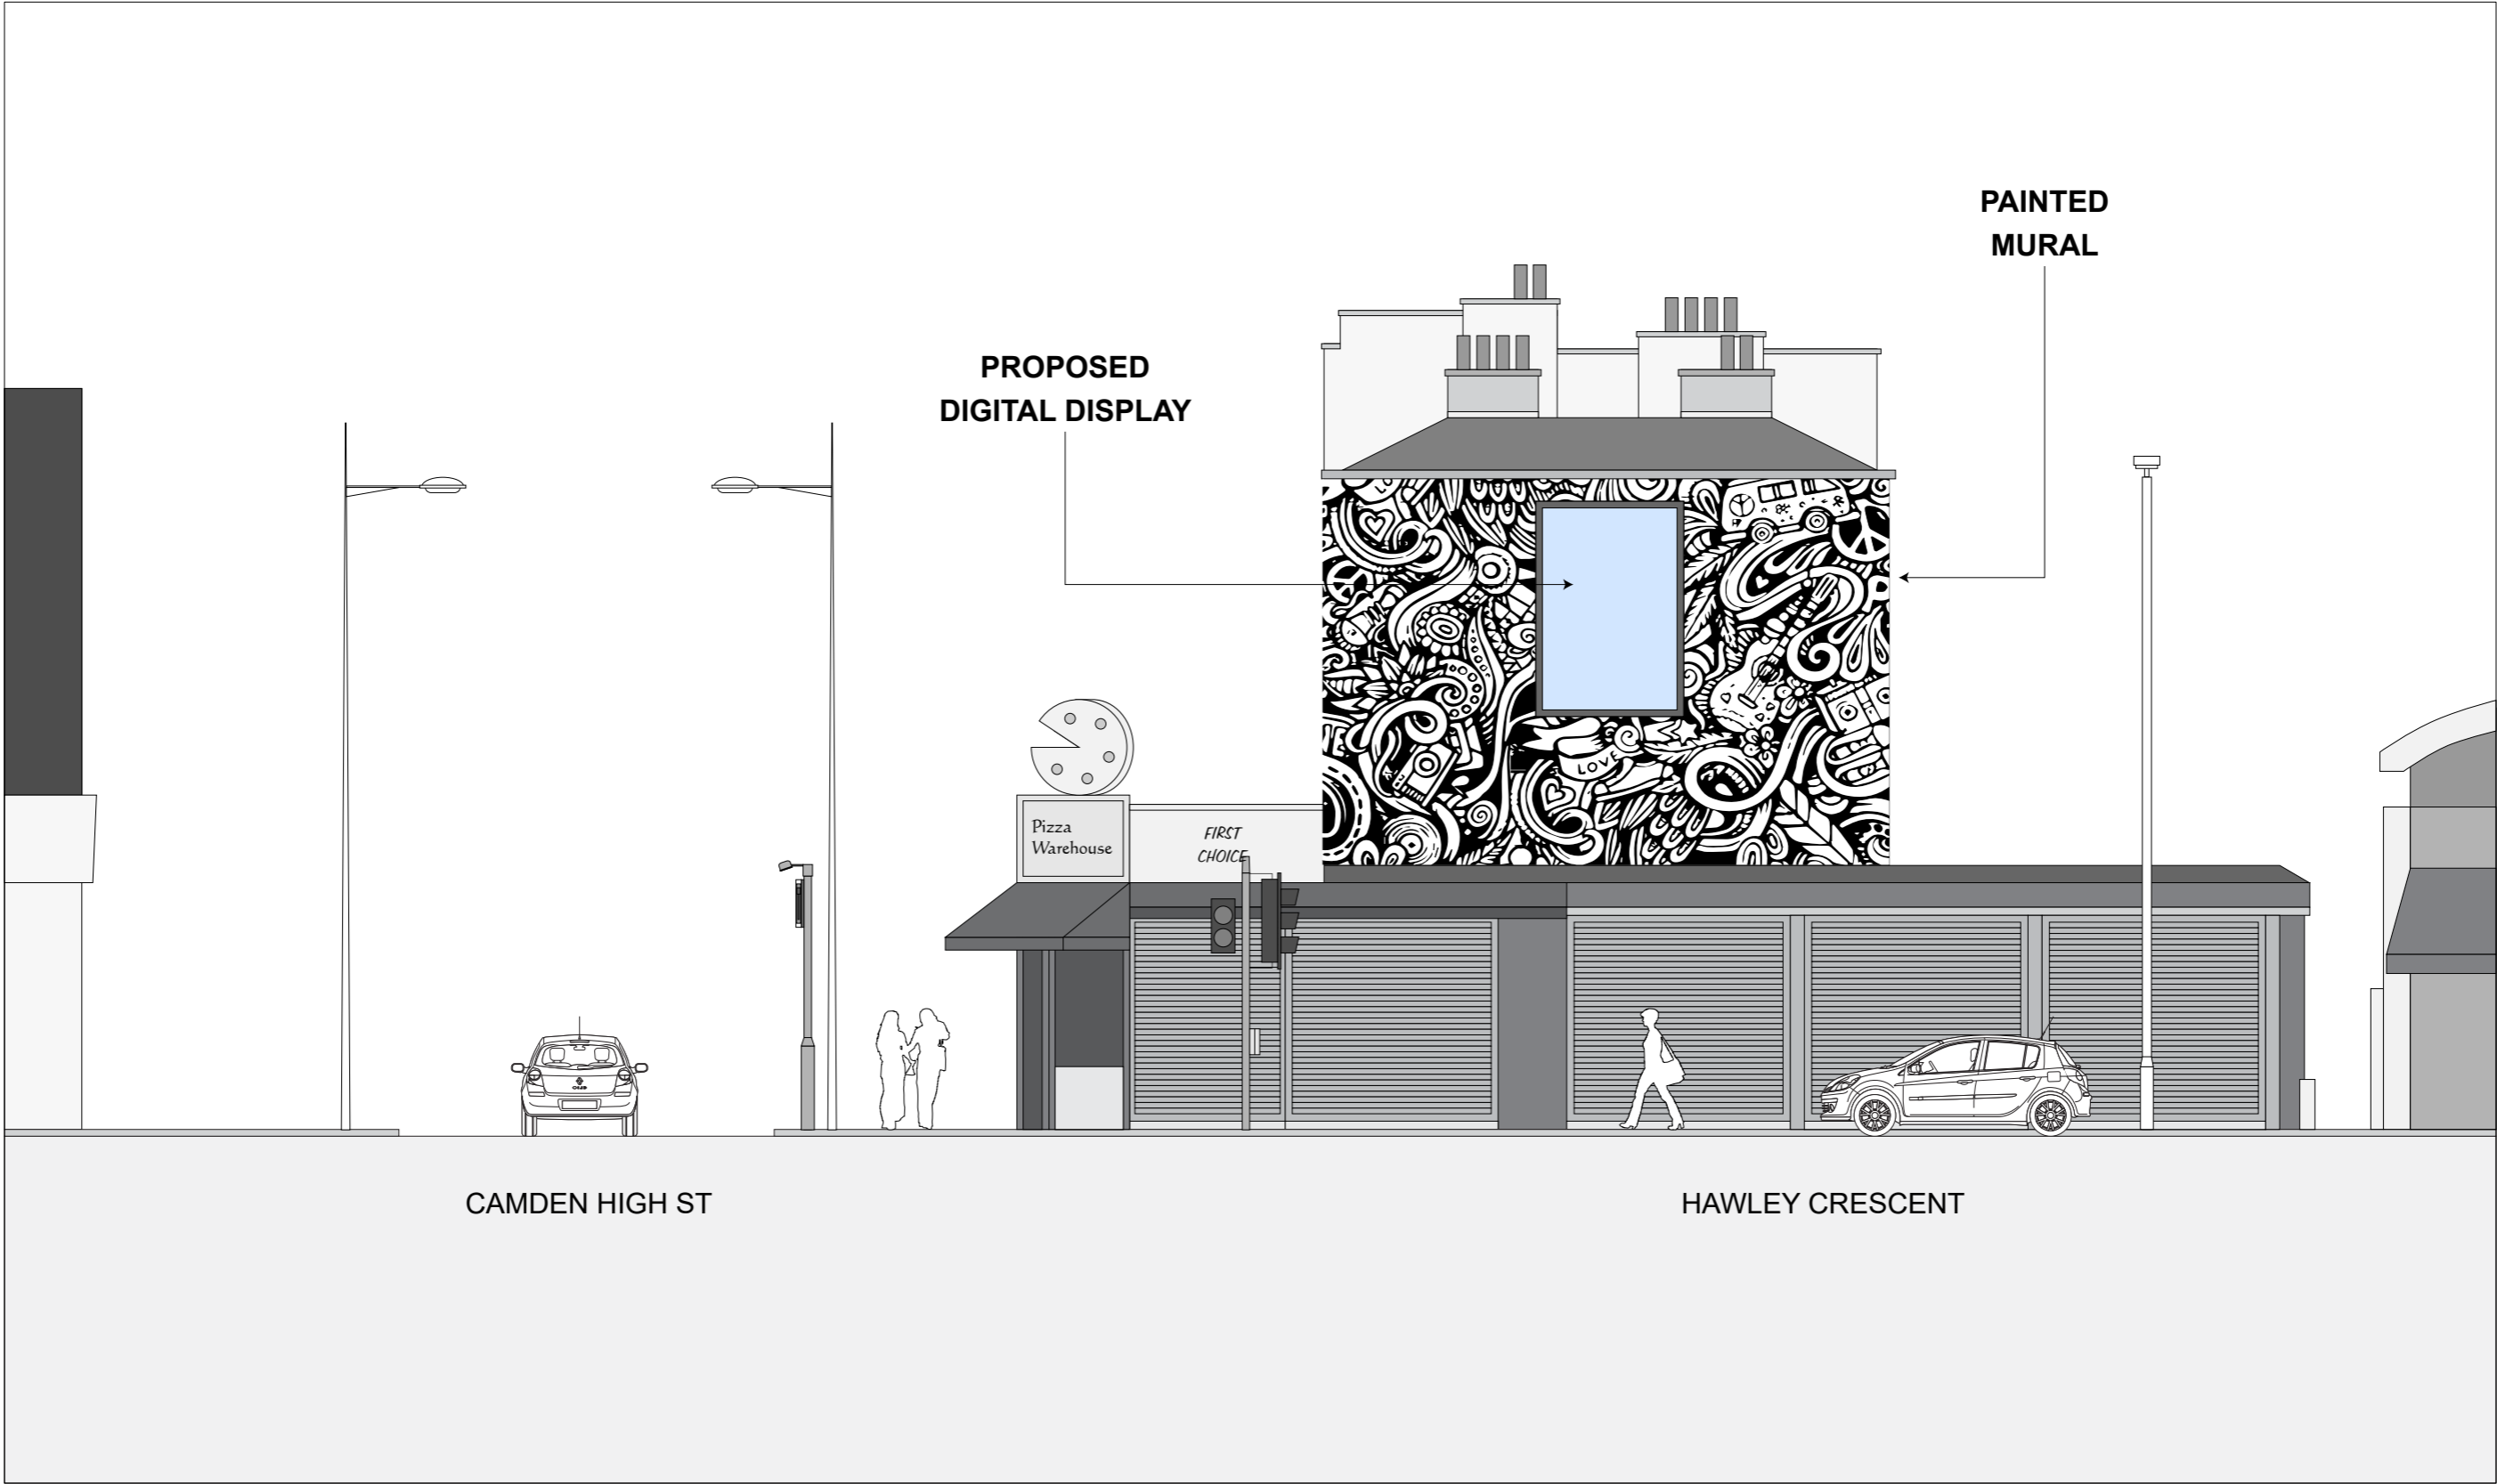 PAINTED
MURAL
PROPOSED
DIGITAL DISPLAY
LOVE
Pizza
Warehouse
FIRST
CHOICE
CAMDEN HIGH ST
HAWLEY CRESCENT